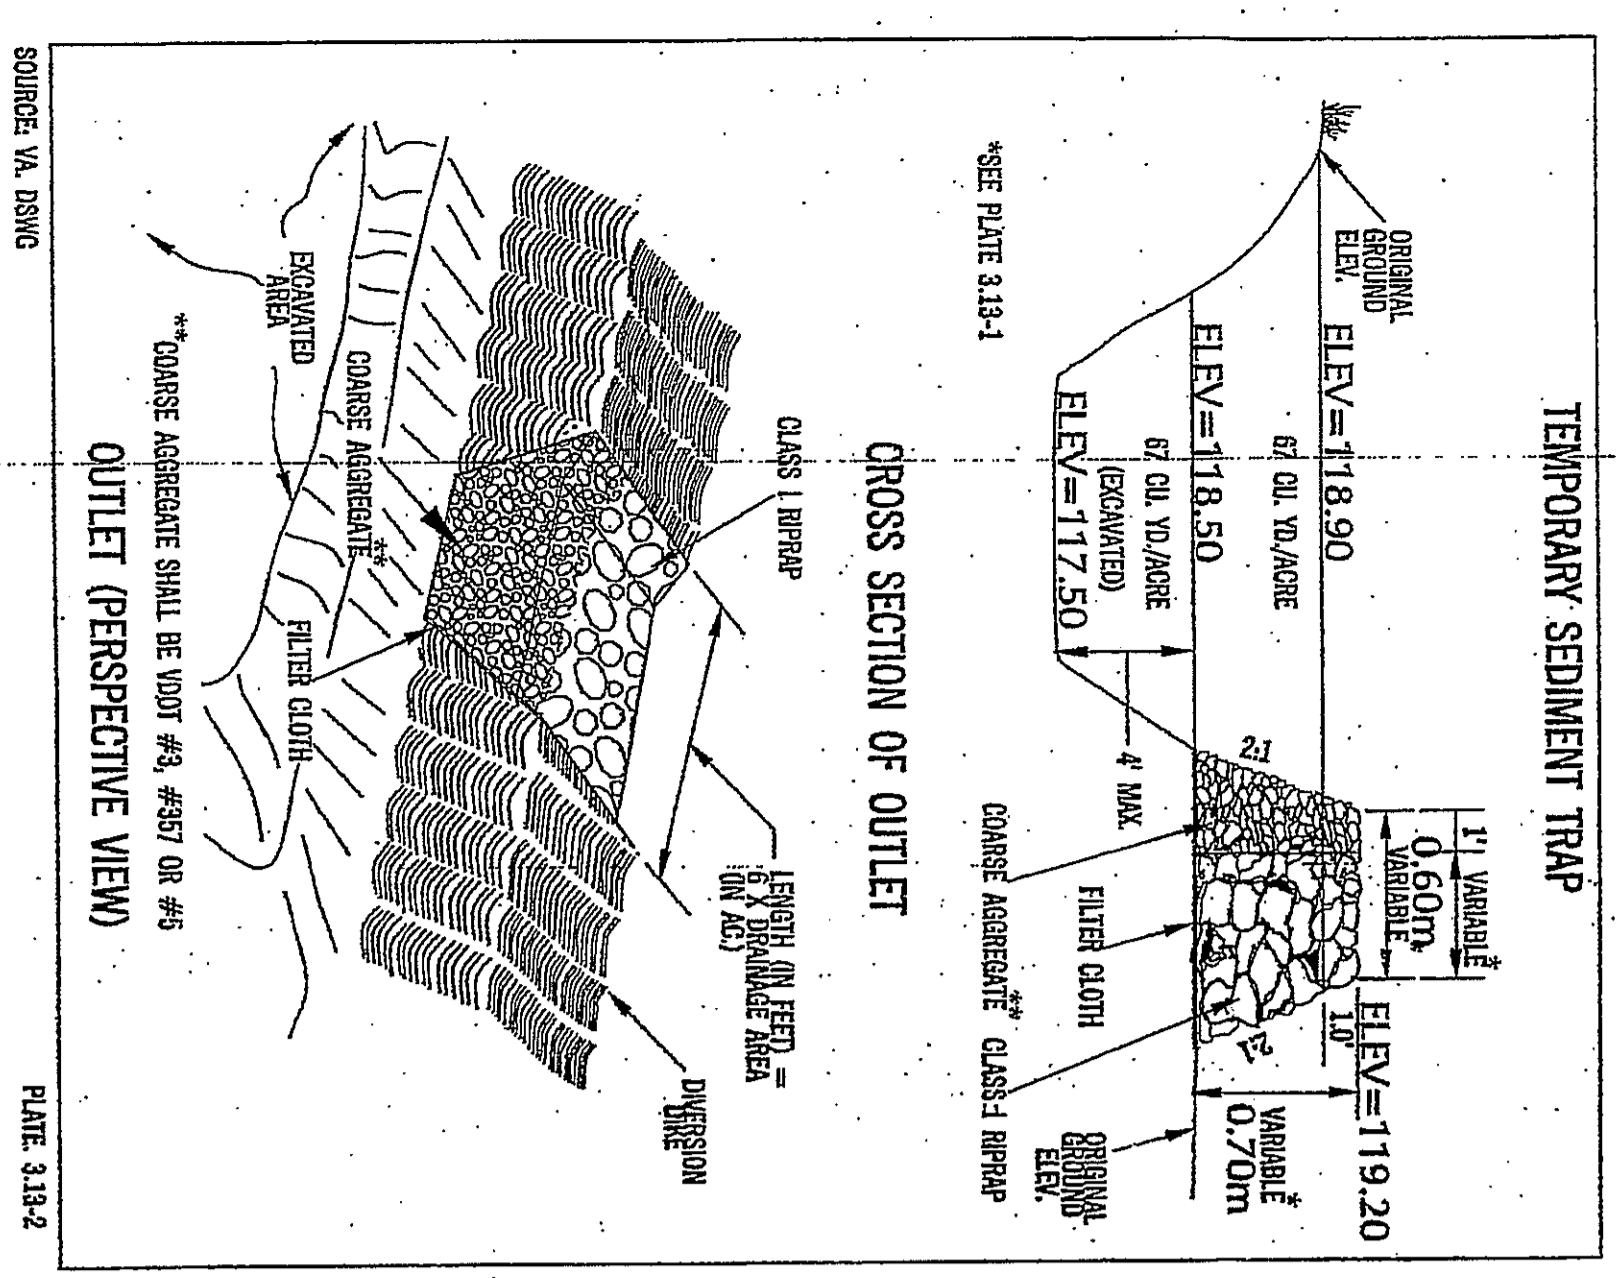 TEMPORARY SEDIMENT TRAP
1'
VARIABLE*
0.60m
VARIABLE*
ELEV=119.20
ORIGINAL
GROUND
ELEV.
ELEV=118.90
67 CU. YD./ACRE
2:1
1.0'
2:1
VARIABLE*
0.70m
ELEV=118.50
67 CU. YD./ACRE
(EXCAVATED)
4' MAX.
FILTER CLOTH
ORIGINAL
GROUND
ELEV.
ELEV=117.50
*SEE PLATE 3.13-1
COARSE AGGREGATE** CLASS-1 RIPRAP
CROSS SECTION OF OUTLET
CLASS 1 RIPRAP
LENGTH (IN FEET) =
6 X DRAINAGE AREA
(IN AC.)
DIVERSION
DIKE
COARSE AGGREGATE**
EXCAVATED
AREA
FILTER CLOTH
**COARSE AGGREGATE SHALL BE VDOT #3, #357 OR #5
OUTLET (PERSPECTIVE VIEW)
SOURCE: VA. DSWC
PLATE. 3.13-2